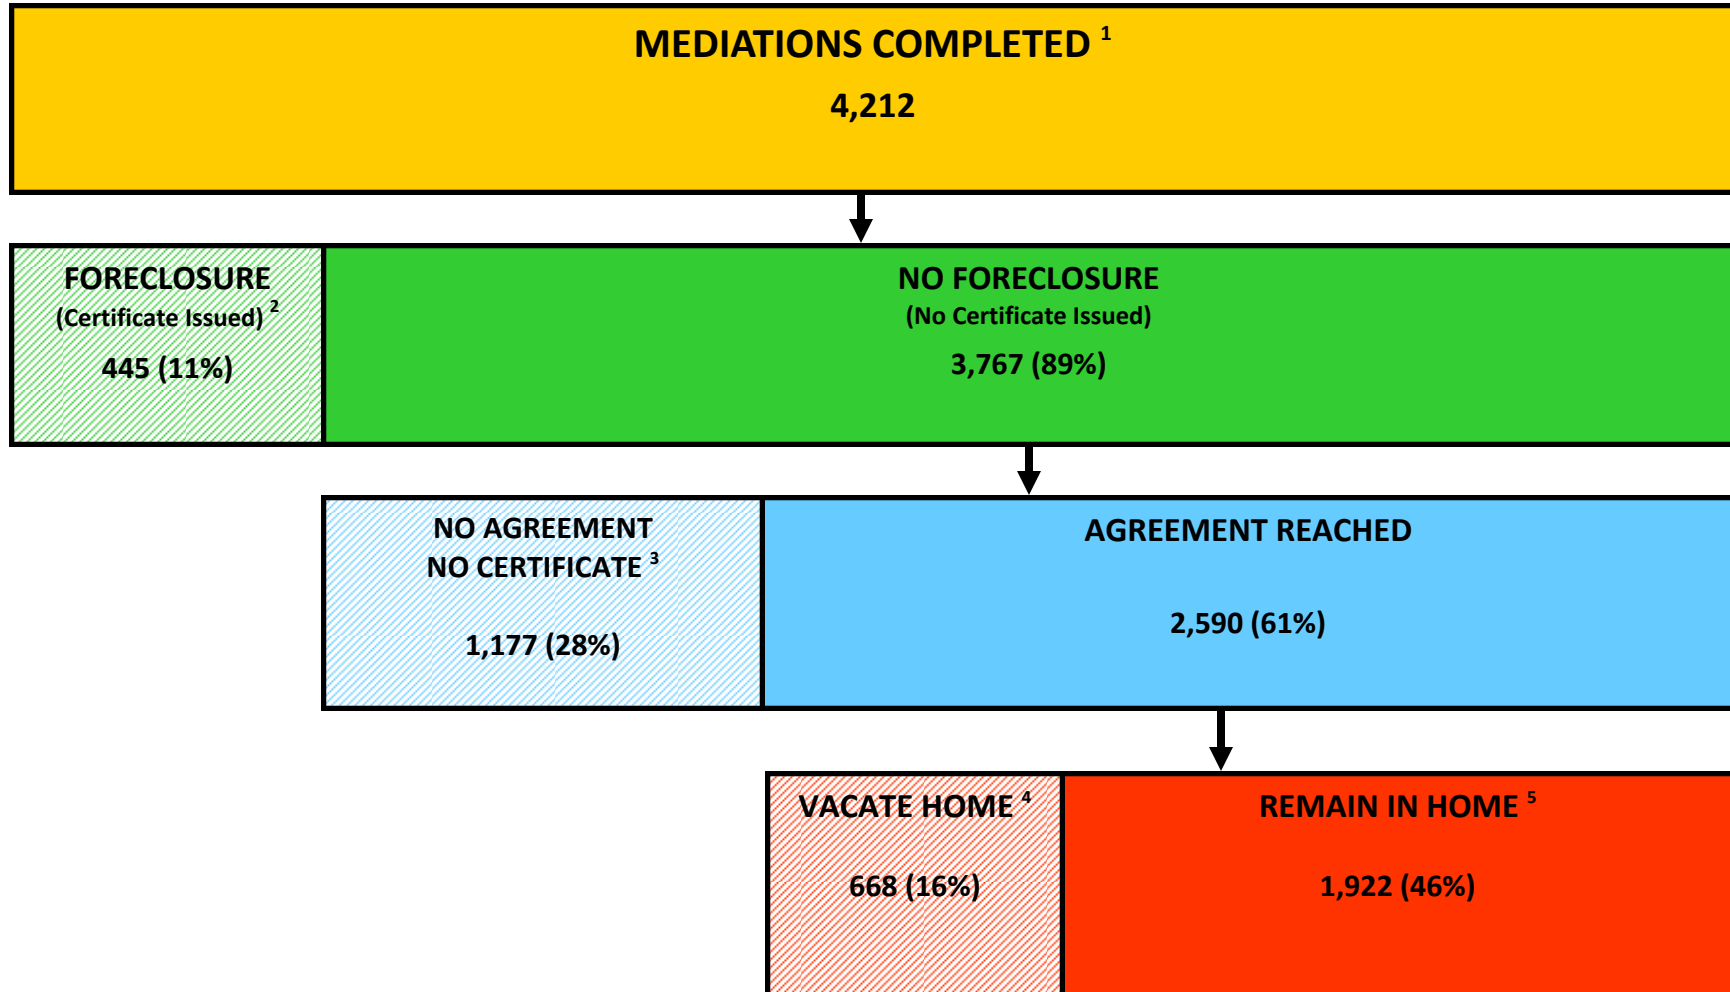 MEDIATIONS COMPLETED 1
4,212
FORECLOSURE
(Certificate Issued) 2
445 (11%)
NO FORECLOSURE
(No Certificate Issued)
3,767 (89%)
NO AGREEMENT
NO CERTIFICATE 3
1,177 (28%)
AGREEMENT REACHED
2,590 (61%)
VACATE HOME 4
668 (16%)
REMAIN IN HOME 5
1,922 (46%)